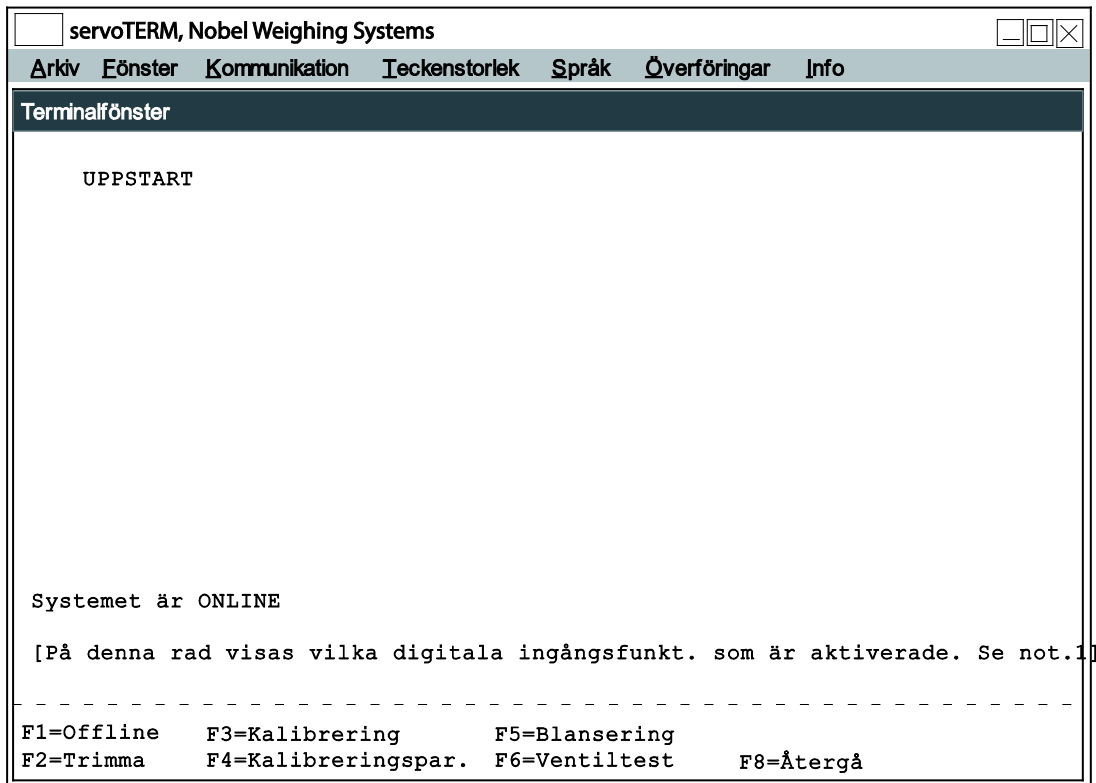 servoTERM, Nobel Weighing Systems
Arkiv Fönster Kommunikation Teckenstorlek Språk Överföringar Info
Terminalfönster
UPPSTART
Systemet är ONLINE
[På denna rad visas vilka digitala ingångsfunkt. som är aktiverade. Se not.1]
F1=Offline F3=Kalibrering F5=Blansering
F2=Trimma F4=Kalibreringspar. F6=Ventiltest F8=Återgå